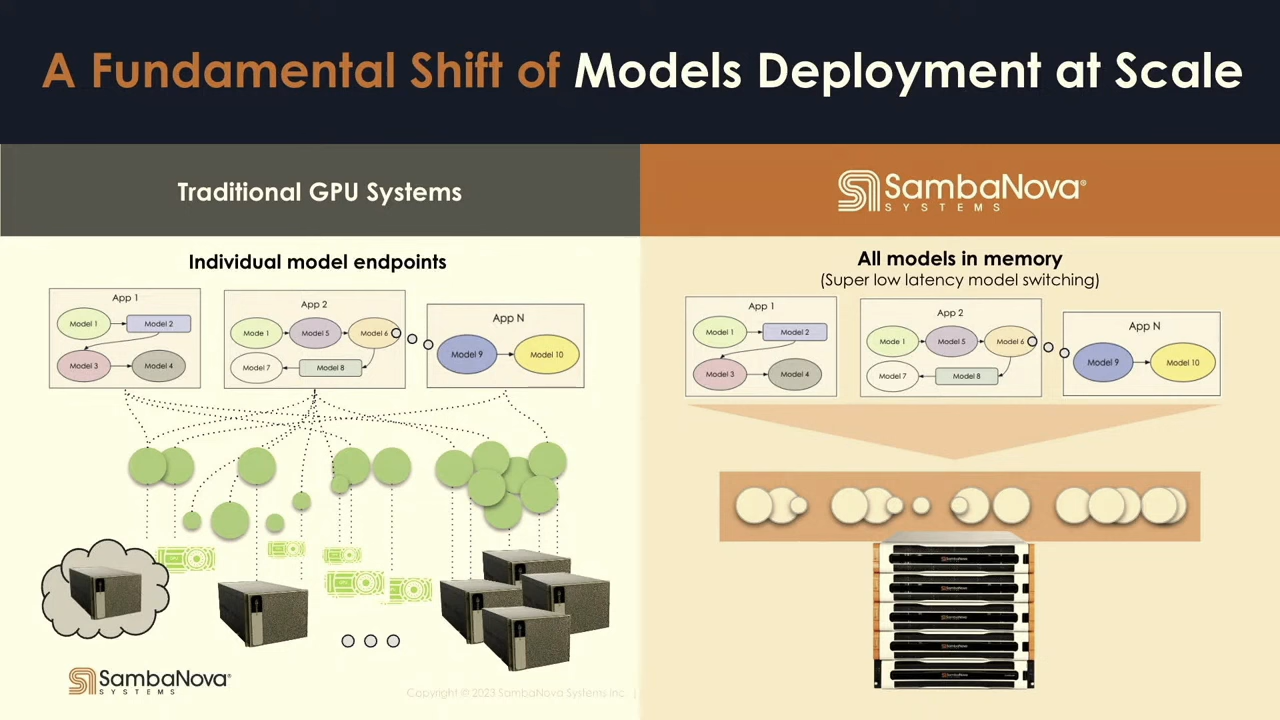 A Fundamental Shift of Models Deployment at Scale
Traditional GPU Systems
SambaNova®
SYSTEMS
Individual model endpoints
App 1
Model 1
Model 2
Model 3
Model 4
App 2
Mode 1
Model 5
Model 6
Model 7
Model 8
App N
Model 9
Model 10
All models in memory
(Super low latency model switching)
App 1
Model 1
Model 2
Model 3
Model 4
App 2
Model 1
Model 5
Model 6
Model 7
Model 8
App N
Model 9
Model 10
SambaNova®
SYSTEMS
Copyright © 2023 SambaNova Systems Inc. |